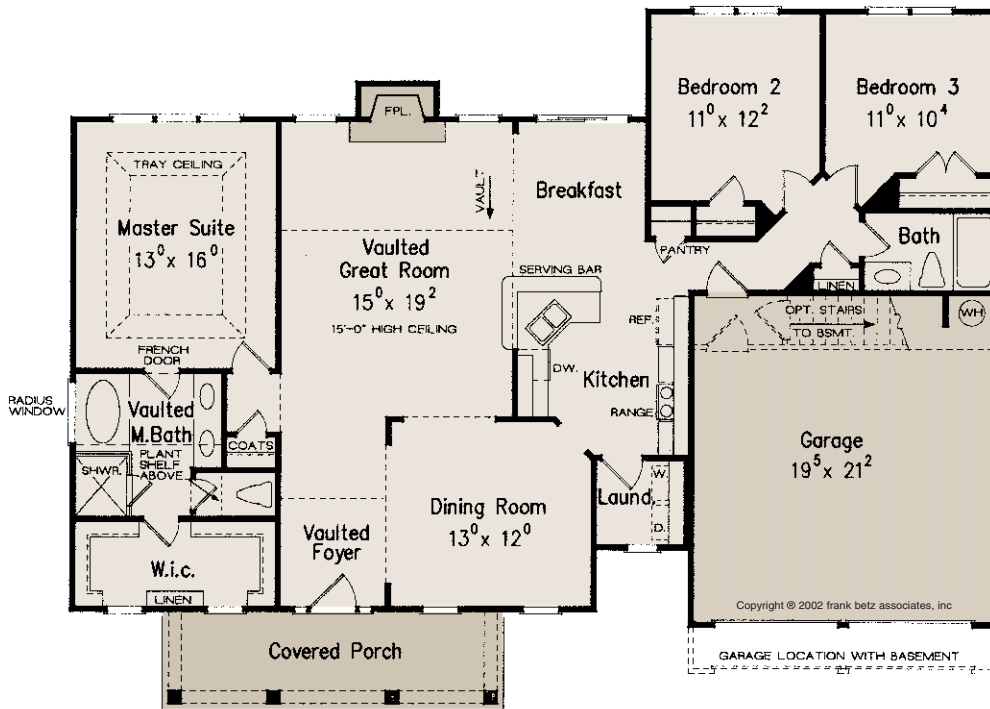 Bedroom 2
11⁰ x 12²
Bedroom 3
11⁰ x 10⁴
FPL.
TRAY CEILING
Master Suite
13⁰ x 16⁰
VAULT
Breakfast
Vaulted
Great Room
15⁰ x 19²
15'-0" HIGH CEILING
PANTRY
Bath
LINEN
SERVING BAR
REF.
OPT. STAIRS
TO BSMT.
WH
FRENCH
DOOR
DW.
Kitchen
RANGE
RADIUS
WINDOW
Vaulted
M.Bath
COATS
PLANT
SHELF
ABOVE
SHWR.
Garage
19⁵ x 21²
W.
Laund.
D.
Dining Room
13⁰ x 12⁰
Vaulted
Foyer
W.i.c.
LINEN
Copyright © 2002 frank betz associates, inc
Covered Porch
GARAGE LOCATION WITH BASEMENT